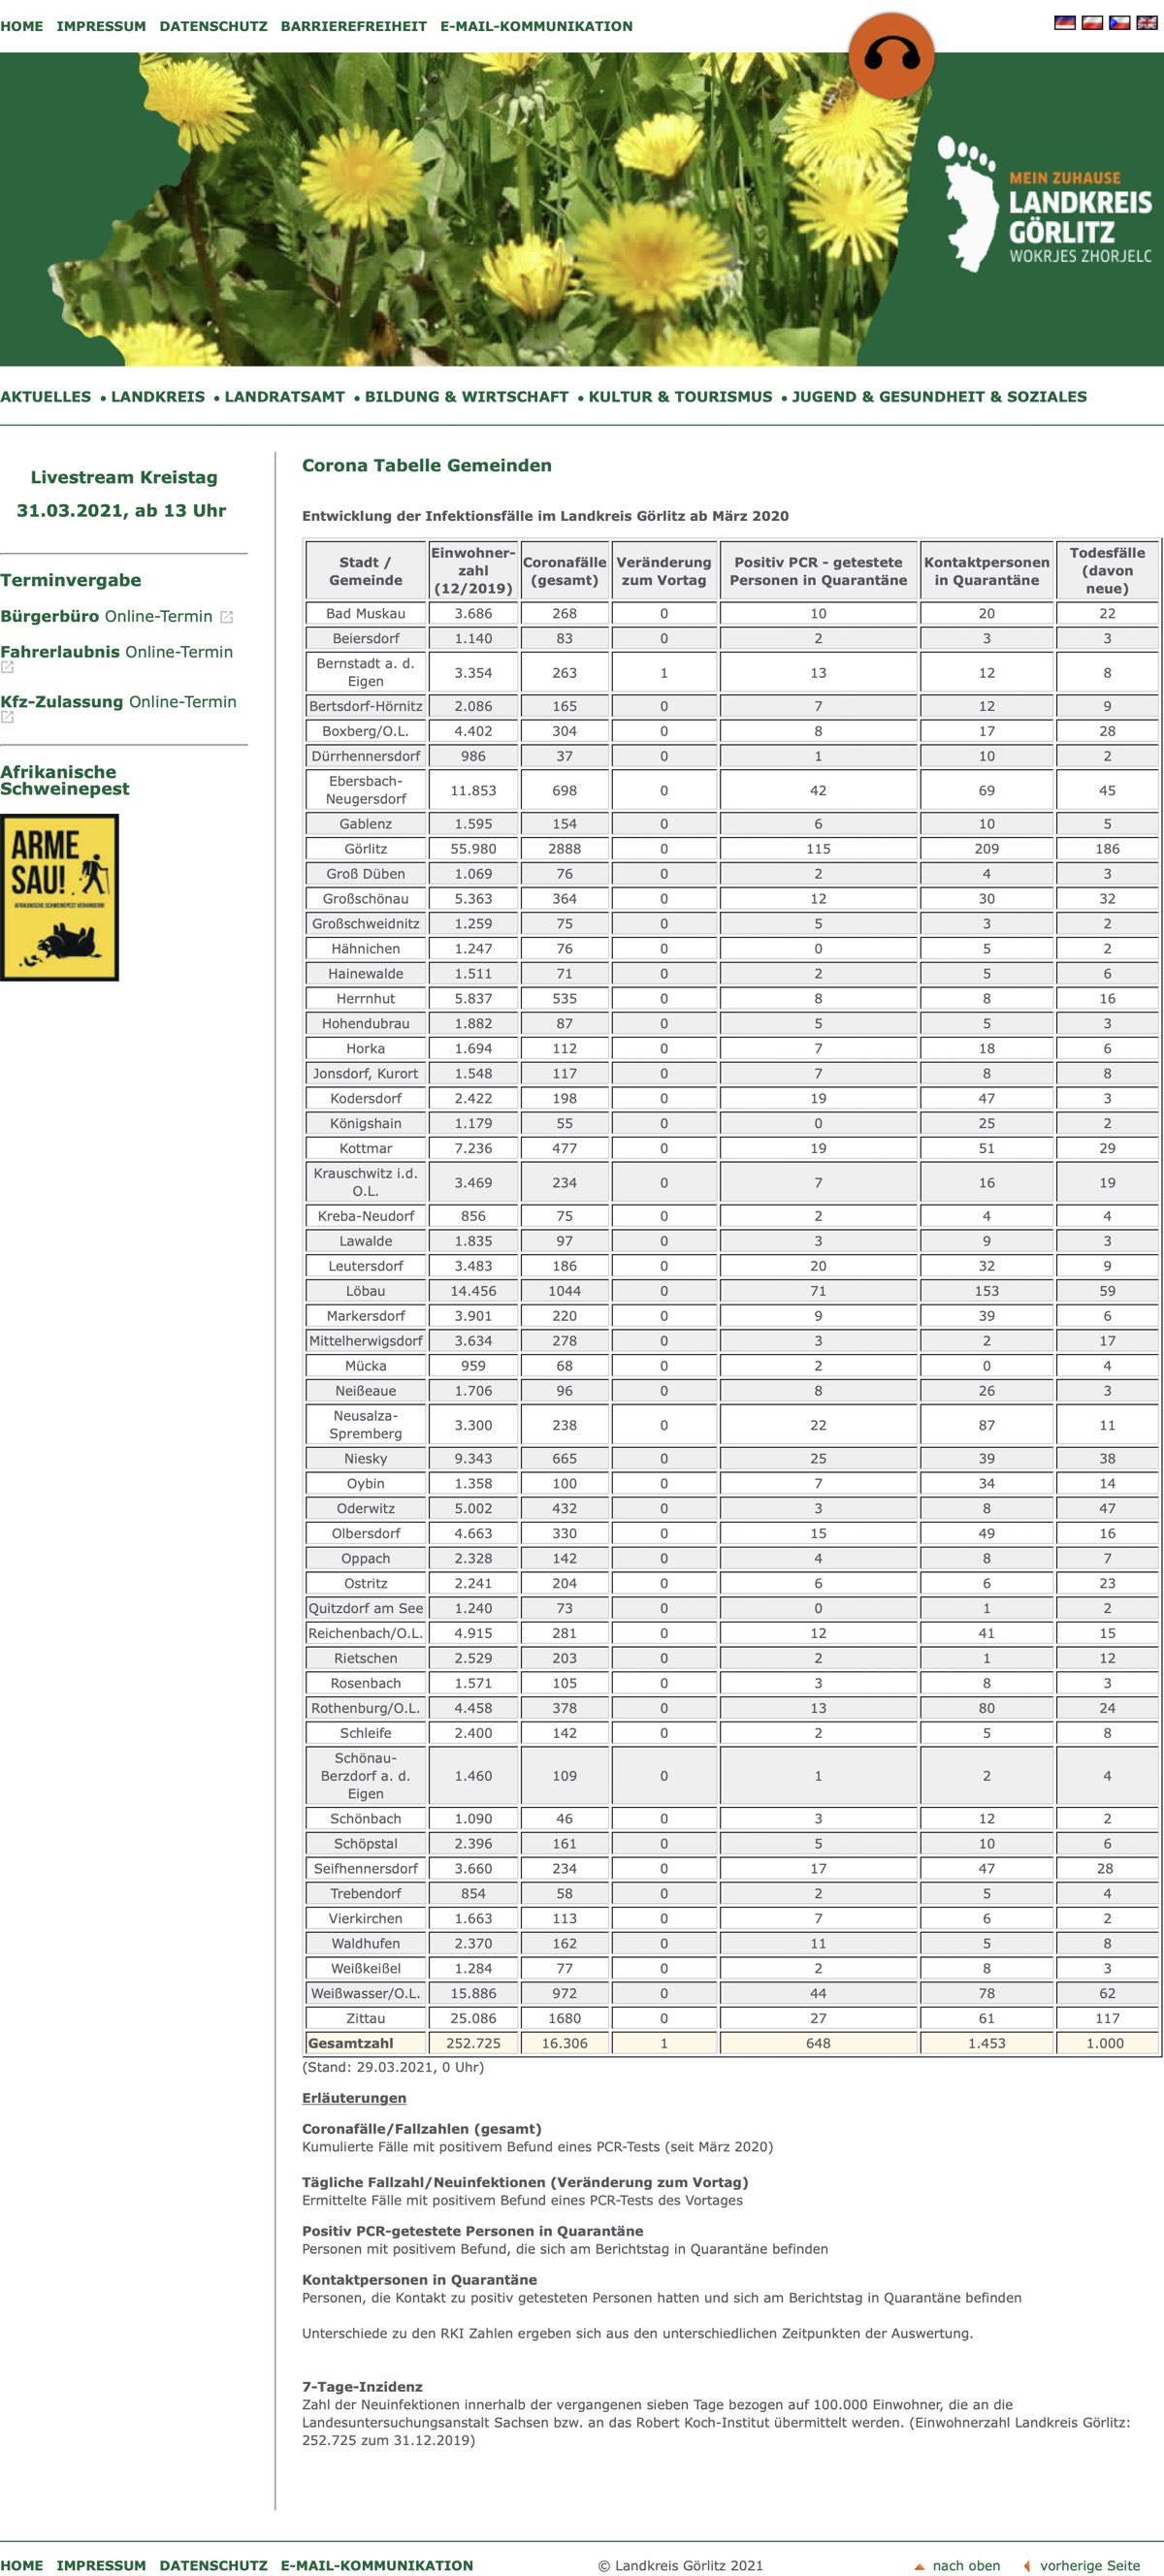 HOME IMPRESSUM DATENSCHUTZ BARRIEREFREIHEIT E-MAIL-KOMMUNIKATION
MEIN ZUHAUSE
LANDKREIS
GÖRLITZ
WOKRJES ZHORJELC
AKTUELLES • LANDKREIS • LANDRATSAMT • BILDUNG & WIRTSCHAFT • KULTUR & TOURISMUS • JUGEND & GESUNDHEIT & SOZIALES
Livestream Kreistag
31.03.2021, ab 13 Uhr
Terminvergabe
Bürgerbüro Online-Termin
Fahrerlaubnis Online-Termin
Kfz-Zulassung Online-Termin
Afrikanische
Schweinepest
ARME
SAU!
AFRIKANISCHE SCHWEINEPEST VERHINDERN!
Corona Tabelle Gemeinden
Entwicklung der Infektionsfälle im Landkreis Görlitz ab März 2020
Stadt / Gemeinde Einwohner-zahl (12/2019) Coronafälle (gesamt) Veränderung zum Vortag Positiv PCR - getestete Personen in Quarantäne Kontaktpersonen in Quarantäne Todesfälle (davon neue)
Bad Muskau 3.686 268 0 10 20 22
Beiersdorf 1.140 83 0 2 3 3
Bernstadt a. d. Eigen 3.354 263 1 13 12 8
Bertsdorf-Hörnitz 2.086 165 0 7 12 9
Boxberg/O.L. 4.402 304 0 8 17 28
Dürrhennersdorf 986 37 0 1 10 2
Ebersbach-Neugersdorf 11.853 698 0 42 69 45
Gablenz 1.595 154 0 6 10 5
Görlitz 55.980 2888 0 115 209 186
Groß Düben 1.069 76 0 2 4 3
Großschönau 5.363 364 0 12 30 32
Großschweidnitz 1.259 75 0 5 3 2
Hähnichen 1.247 76 0 0 5 2
Hainewalde 1.511 71 0 2 5 6
Herrnhut 5.837 535 0 8 8 16
Hohendubrau 1.882 87 0 5 5 3
Horka 1.694 112 0 7 18 6
Jonsdorf, Kurort 1.548 117 0 7 8 8
Kodersdorf 2.422 198 0 19 47 3
Königshain 1.179 55 0 0 25 2
Kottmar 7.236 477 0 19 51 29
Krauschwitz i.d. O.L. 3.469 234 0 7 16 19
Kreba-Neudorf 856 75 0 2 4 4
Lawalde 1.835 97 0 3 9 3
Leutersdorf 3.483 186 0 20 32 9
Löbau 14.456 1044 0 71 153 59
Markersdorf 3.901 220 0 9 39 6
Mittelherwigsdorf 3.634 278 0 3 2 17
Mücka 959 68 0 2 0 4
Neißeaue 1.706 96 0 8 26 3
Neusalza-Spremberg 3.300 238 0 22 87 11
Niesky 9.343 665 0 25 39 38
Oybin 1.358 100 0 7 34 14
Oderwitz 5.002 432 0 3 8 47
Olbersdorf 4.663 330 0 15 49 16
Oppach 2.328 142 0 4 8 7
Ostritz 2.241 204 0 6 6 23
Quitzdorf am See 1.240 73 0 0 1 2
Reichenbach/O.L. 4.915 281 0 12 41 15
Rietschen 2.529 203 0 2 1 12
Rosenbach 1.571 105 0 3 8 3
Rothenburg/O.L. 4.458 378 0 13 80 24
Schleife 2.400 142 0 2 5 8
Schönau-Berzdorf a. d. Eigen 1.460 109 0 1 2 4
Schönbach 1.090 46 0 3 12 2
Schöpstal 2.396 161 0 5 10 6
Seifhennersdorf 3.660 234 0 17 47 28
Trebendorf 854 58 0 2 5 4
Vierkirchen 1.663 113 0 7 6 2
Waldhufen 2.370 162 0 11 5 8
Weißkeißel 1.284 77 0 2 8 3
Weißwasser/O.L. 15.886 972 0 44 78 62
Zittau 25.086 1680 0 27 61 117
Gesamtzahl 252.725 16.306 1 648 1.453 1.000
(Stand: 29.03.2021, 0 Uhr)
Erläuterungen
Coronafälle/Fallzahlen (gesamt)
Kumulierte Fälle mit positivem Befund eines PCR-Tests (seit März 2020)
Tägliche Fallzahl/Neuinfektionen (Veränderung zum Vortag)
Ermittelte Fälle mit positivem Befund eines PCR-Tests des Vortages
Positiv PCR-getestete Personen in Quarantäne
Personen mit positivem Befund, die sich am Berichtstag in Quarantäne befinden
Kontaktpersonen in Quarantäne
Personen, die Kontakt zu positiv getesteten Personen hatten und sich am Berichtstag in Quarantäne befinden
Unterschiede zu den RKI Zahlen ergeben sich aus den unterschiedlichen Zeitpunkten der Auswertung.
7-Tage-Inzidenz
Zahl der Neuinfektionen innerhalb der vergangenen sieben Tage bezogen auf 100.000 Einwohner, die an die
Landesuntersuchungsanstalt Sachsen bzw. an das Robert Koch-Institut übermittelt werden. (Einwohnerzahl Landkreis Görlitz:
252.725 zum 31.12.2019)
HOME IMPRESSUM DATENSCHUTZ E-MAIL-KOMMUNIKATION © Landkreis Görlitz 2021 nach oben vorherige Seite